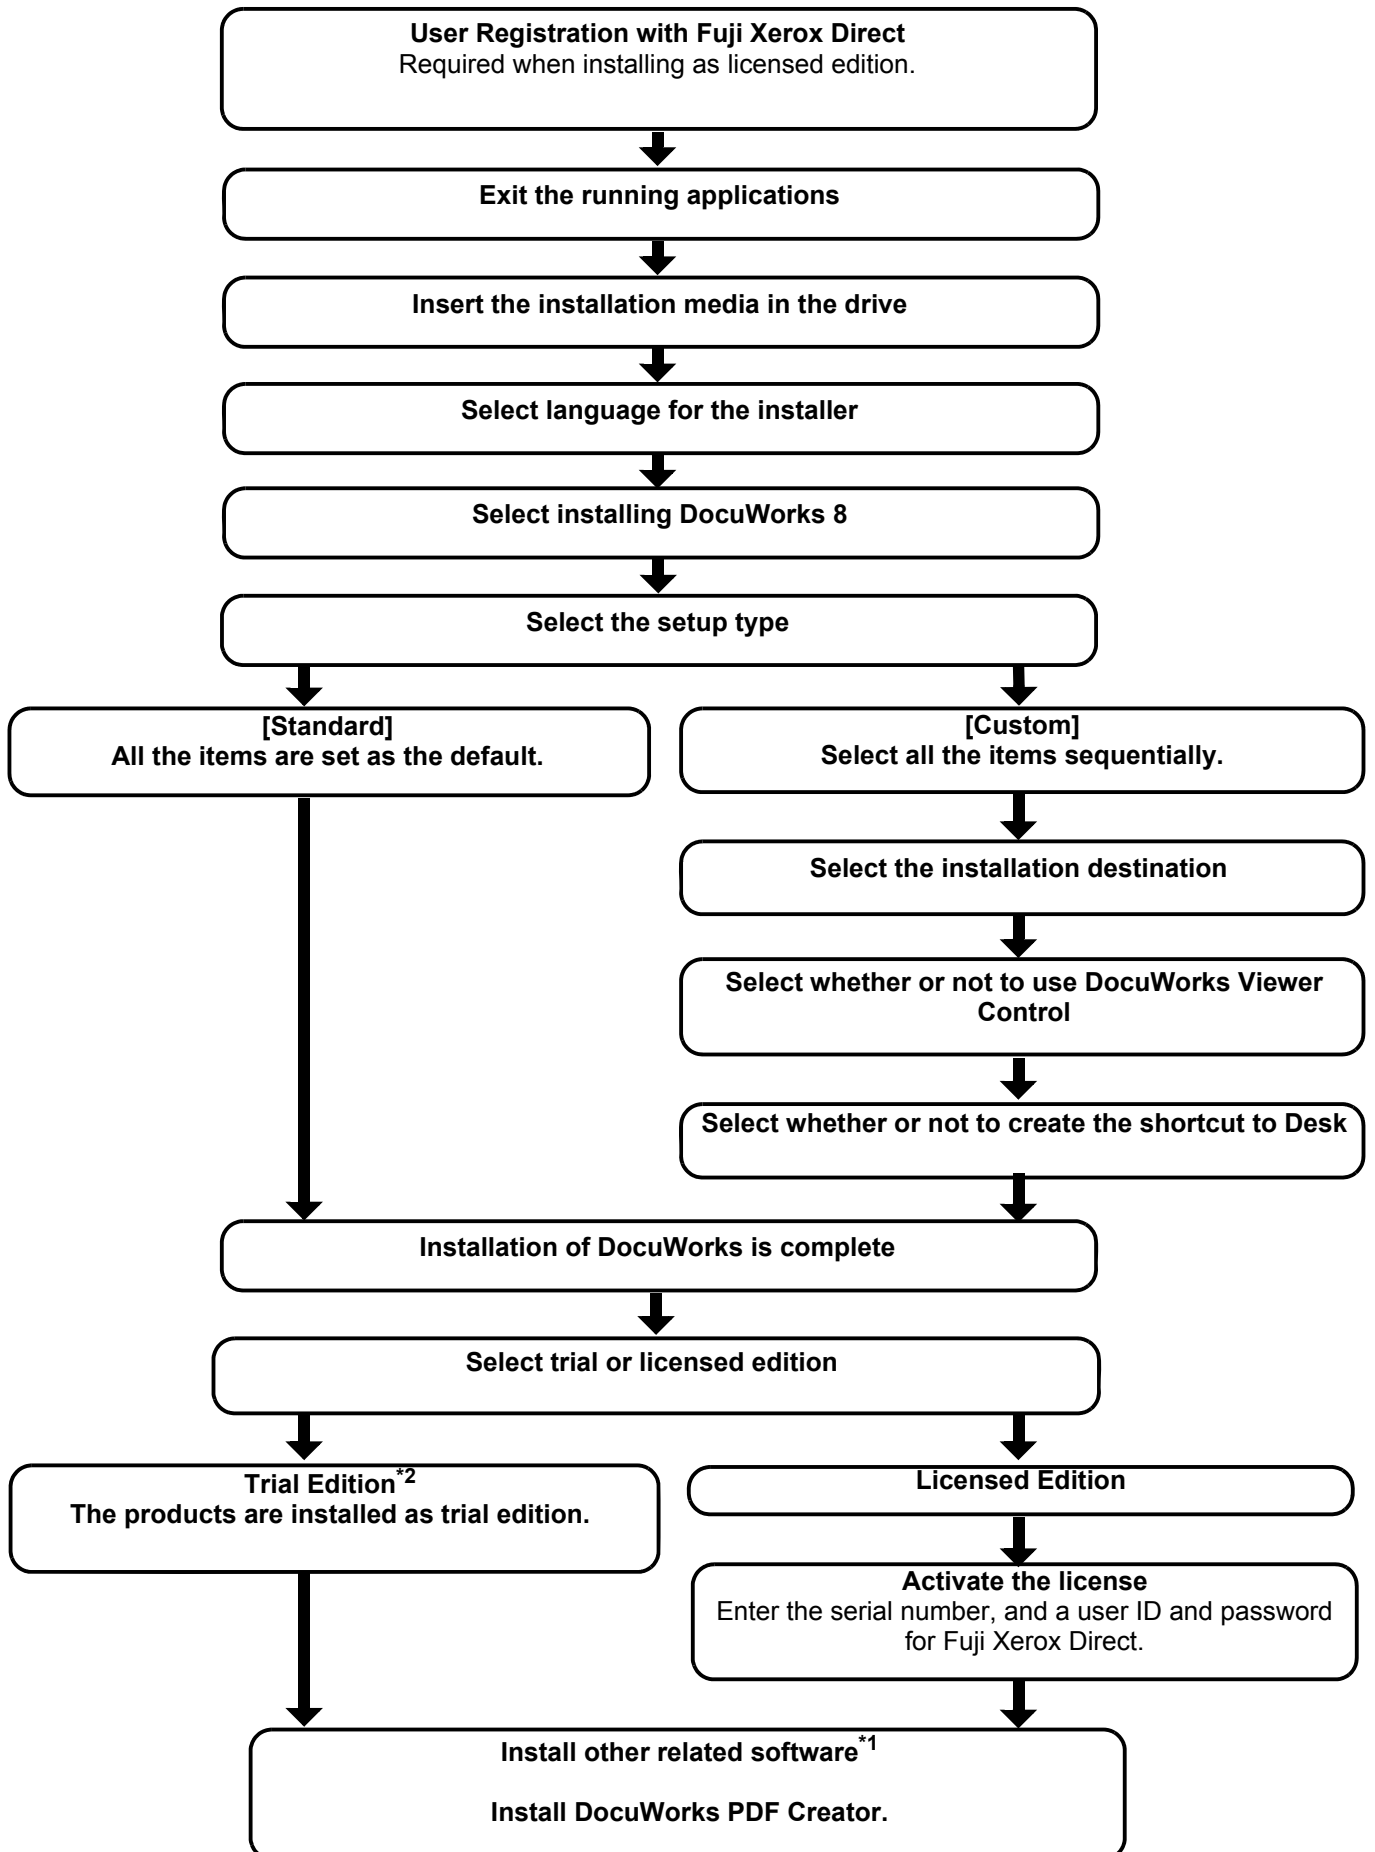 User Registration with Fuji Xerox Direct
Required when installing as licensed edition.
Exit the running applications
Insert the installation media in the drive
Select language for the installer
Select installing DocuWorks 8
Select the setup type
[Standard]
All the items are set as the default.
[Custom]
Select all the items sequentially.
Select the installation destination
Select whether or not to use DocuWorks Viewer
Control
Select whether or not to create the shortcut to Desk
Installation of DocuWorks is complete
Select trial or licensed edition
Trial Edition*2
The products are installed as trial edition.
Licensed Edition
Activate the license
Enter the serial number, and a user ID and password
for Fuji Xerox Direct.
Install other related software*1
Install DocuWorks PDF Creator.